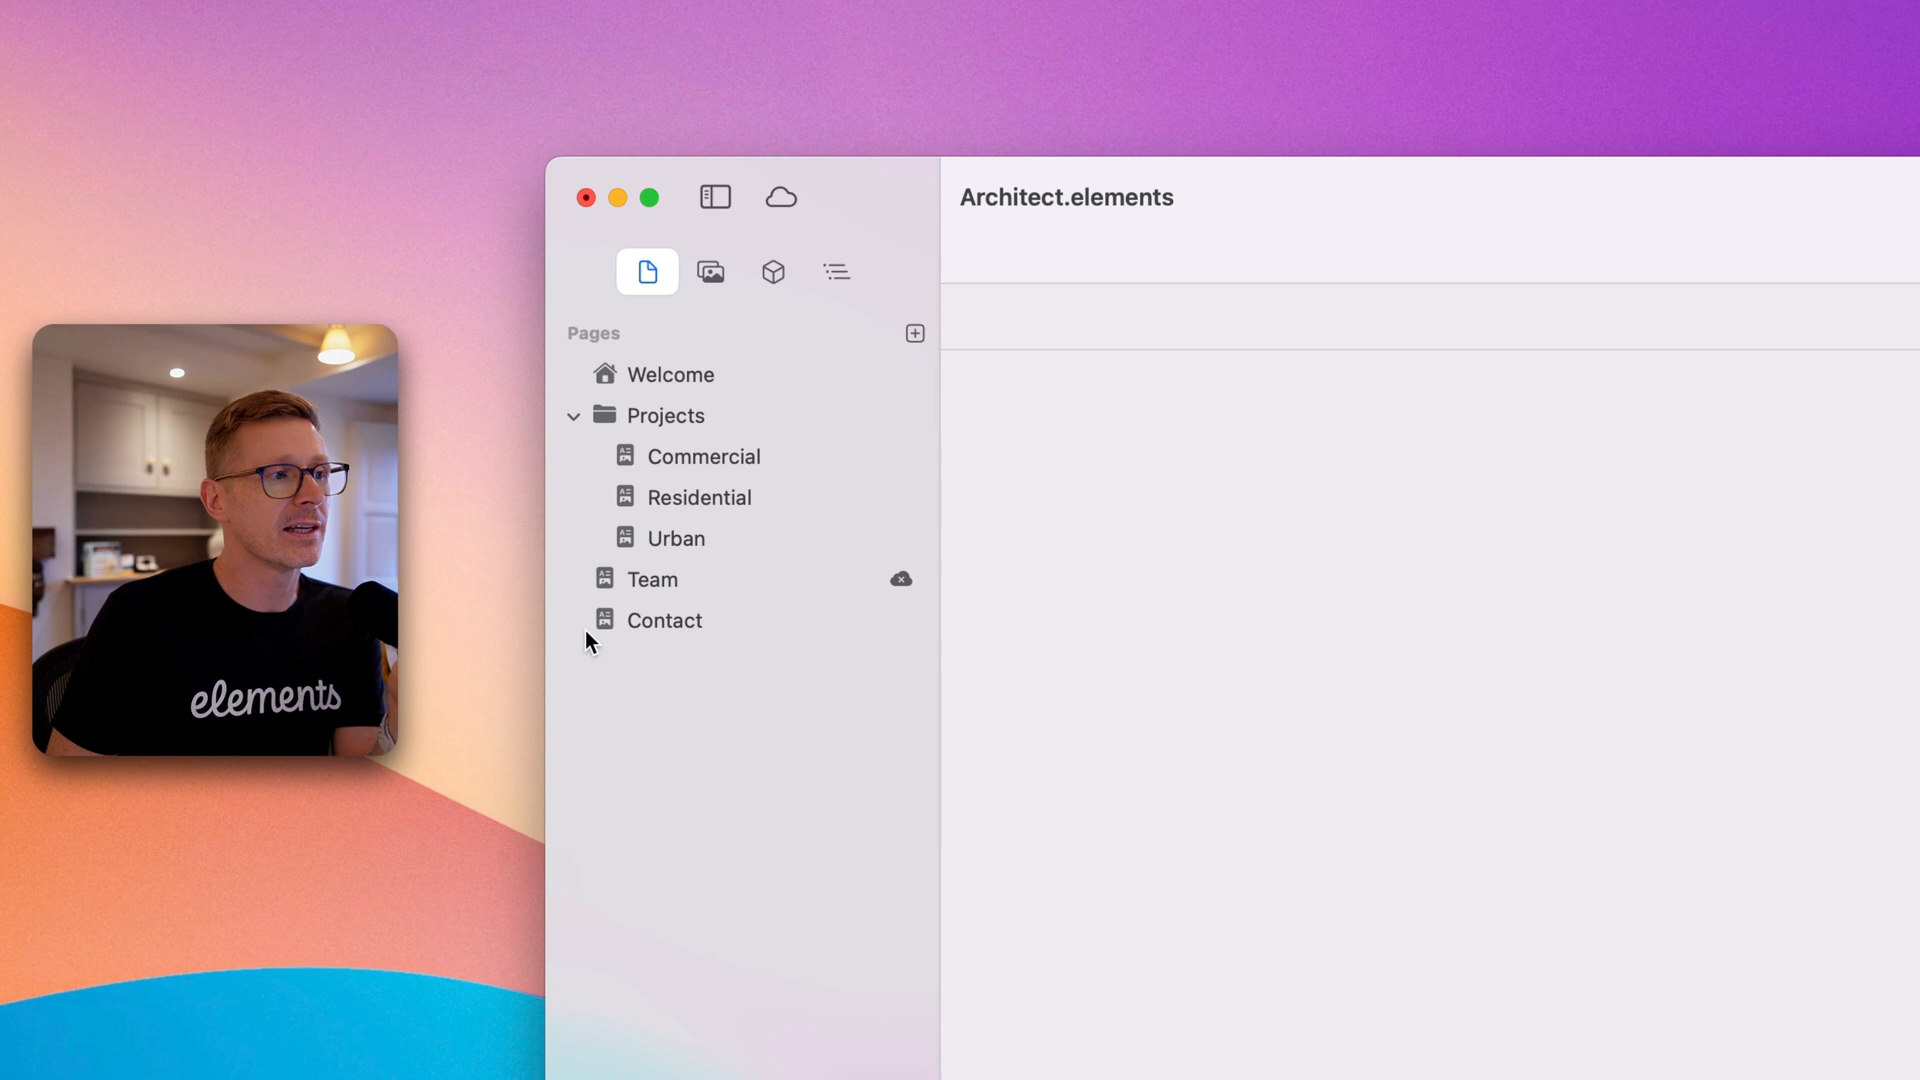 Architect.elements
Pages
Welcome
Projects
Commercial
Residential
Urban
Team
Contact
elements